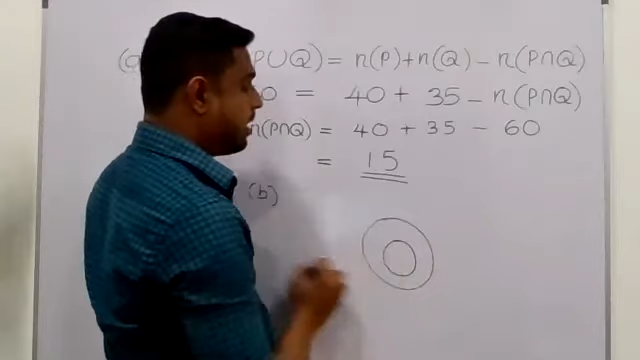 (a) P∪Q) = n(P)+n(Q) - n(P∩Q)
0 = 40 + 35 - n(P∩Q)
n(P∩Q) = 40 + 35 - 60
= 15
(b)